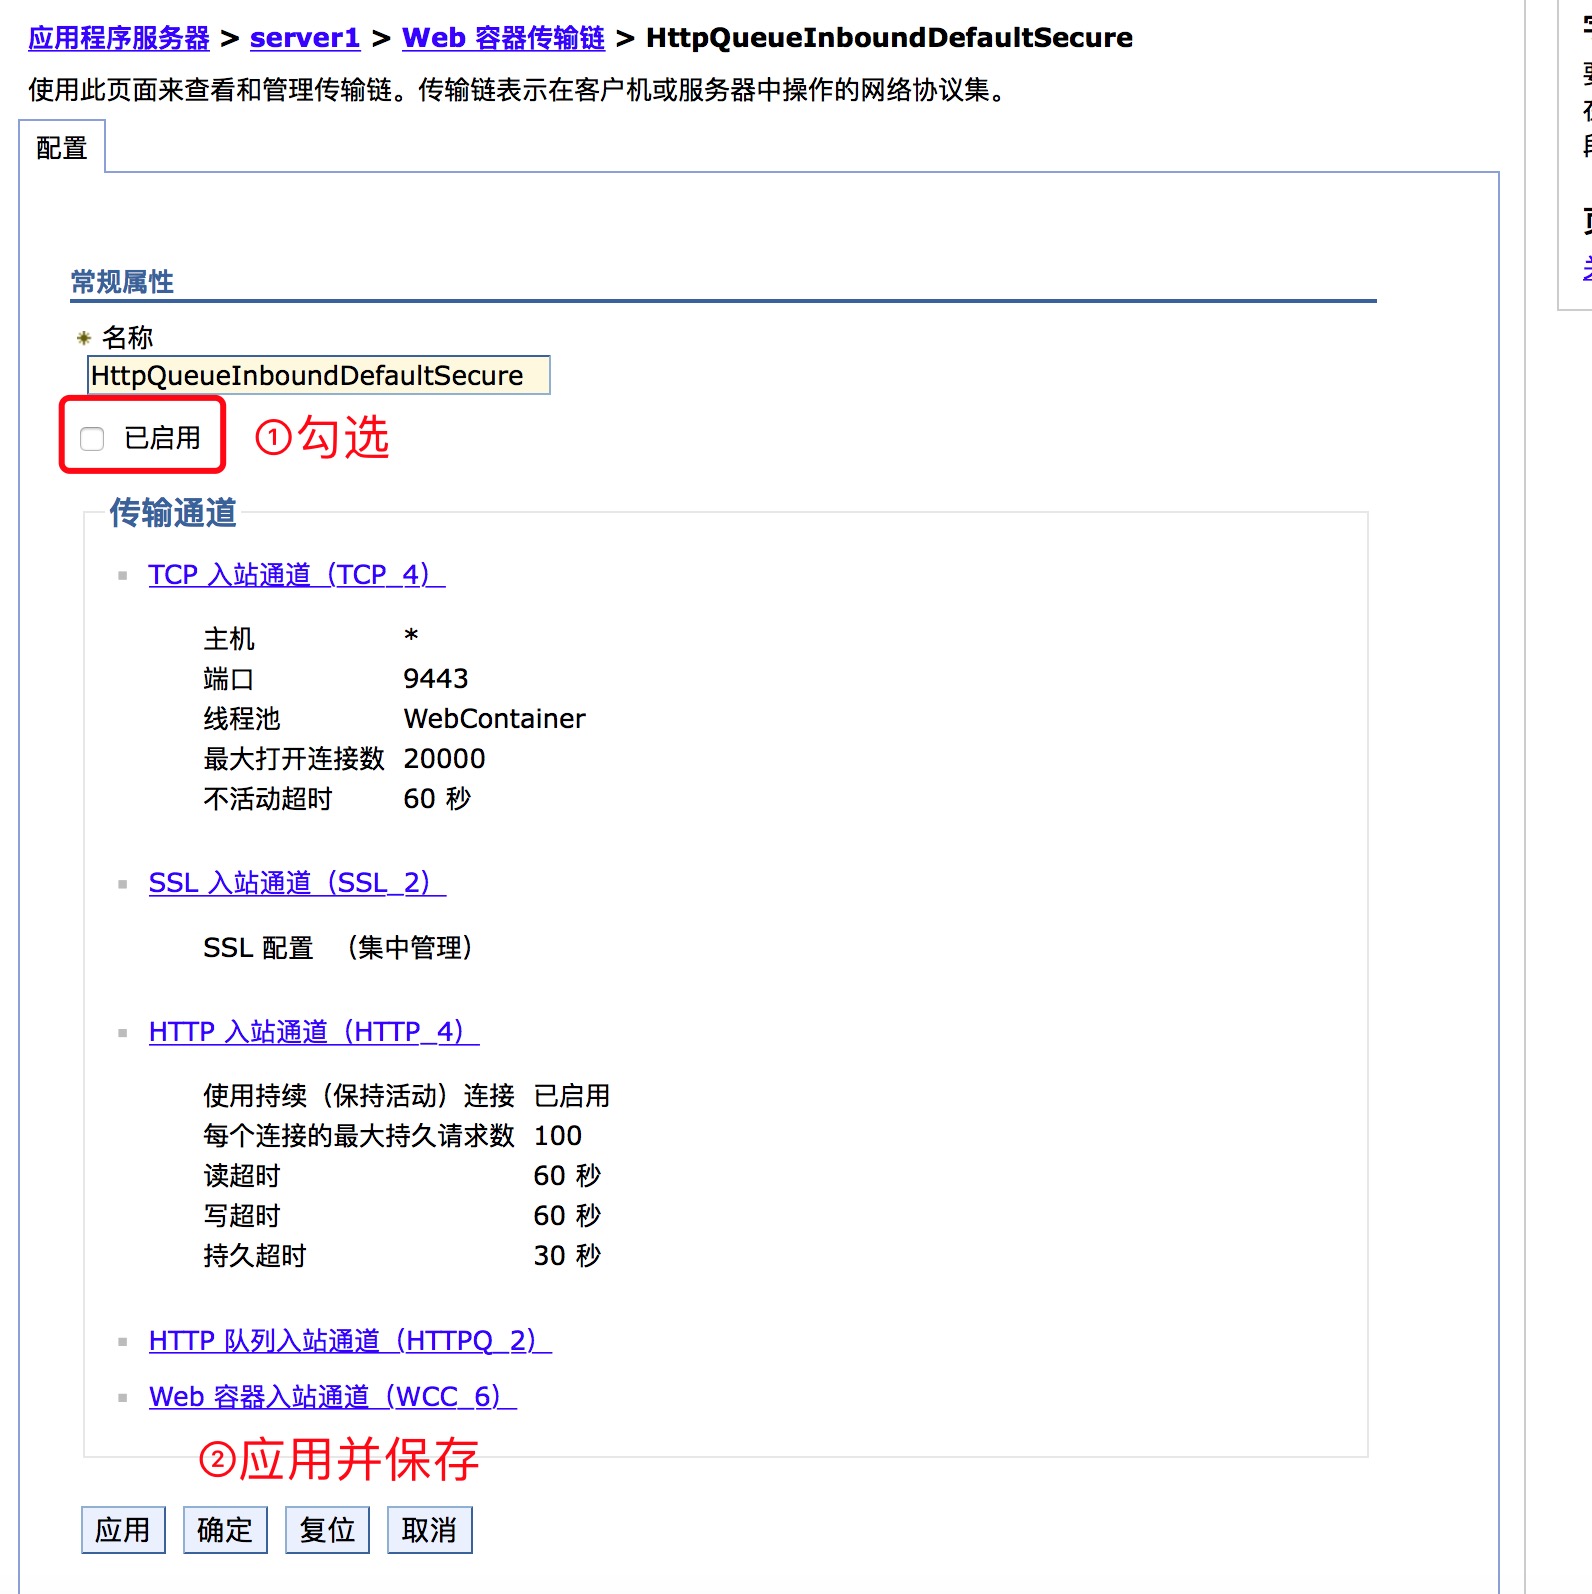 应用程序服务器 > server1 > Web 容器传输链 > HttpQueueInboundDefaultSecure
使用此页面来查看和管理传输链。传输链表示在客户机或服务器中操作的网络协议集。
配置
常规属性
名称
HttpQueueInboundDefaultSecure
已启用 ①勾选
传输通道
TCP 入站通道（TCP_4）
主机 *
端口 9443
线程池 WebContainer
最大打开连接数 20000
不活动超时 60 秒
SSL 入站通道（SSL_2）
SSL 配置 （集中管理）
HTTP 入站通道（HTTP_4）
使用持续（保持活动）连接 已启用
每个连接的最大持久请求数 100
读超时 60 秒
写超时 60 秒
持久超时 30 秒
HTTP 队列入站通道（HTTPQ_2）
Web 容器入站通道（WCC_6）
②应用并保存
应用 确定 复位 取消